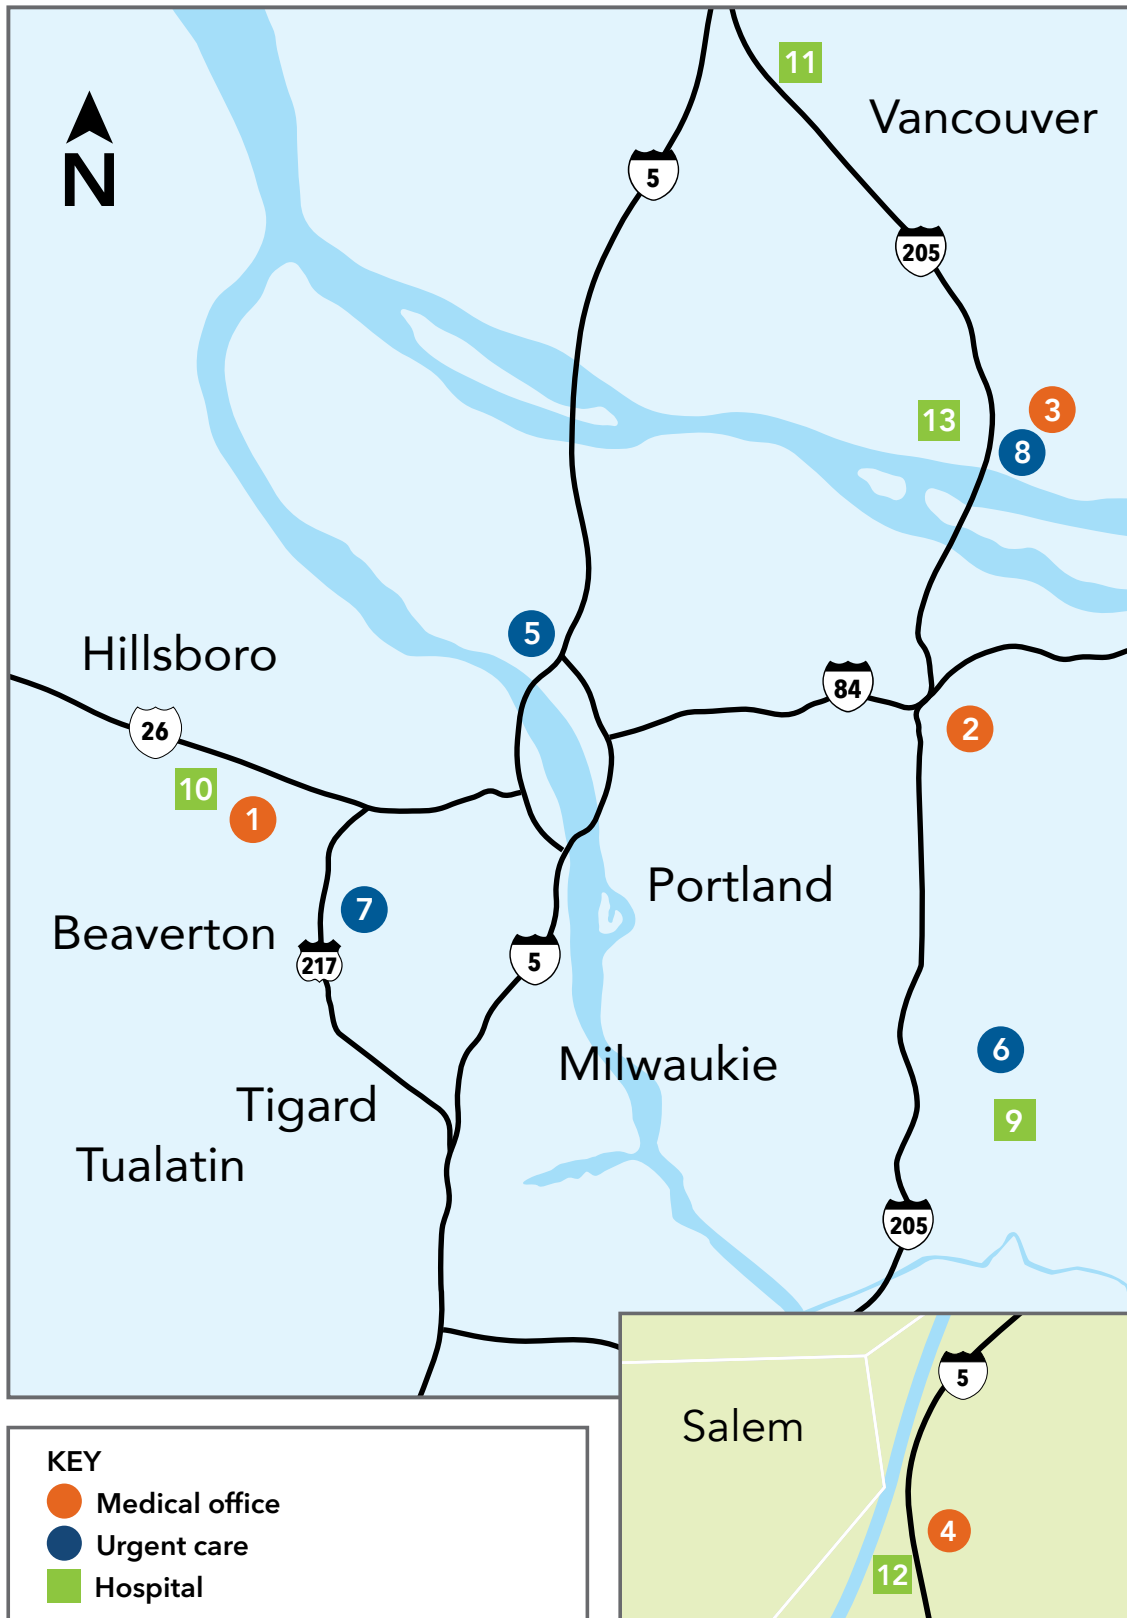 11
Vancouver
N
5
205
3
13
8
5
Hillsboro
84
26
2
10
1
Portland
7
Beaverton
217
5
6
Milwaukie
Tigard
9
Tualatin
205
5
Salem
KEY
Medical office
4
Urgent care
12
Hospital